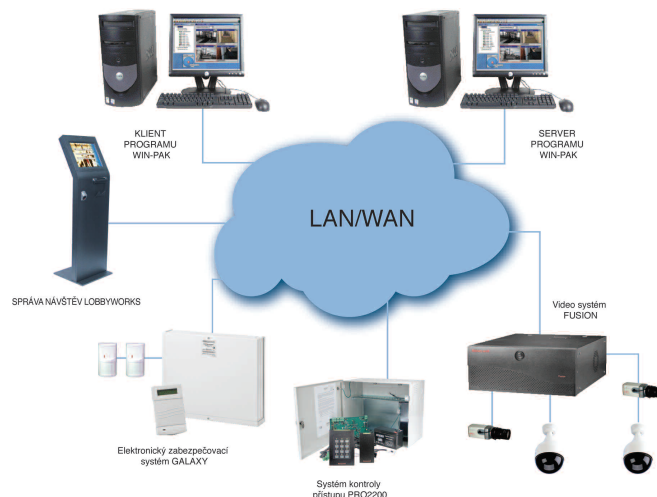 KLIENT
PROGRAMU
WIN-PAK
SERVER
PROGRAMU
WIN-PAK
LAN/WAN
SPRÁVA NÁVŠTĚV LOBBYWORKS
Video systém
FUSION
Elektronický zabezpečovací
systém GALAXY
Systém kontroly
přístupu PRO2200